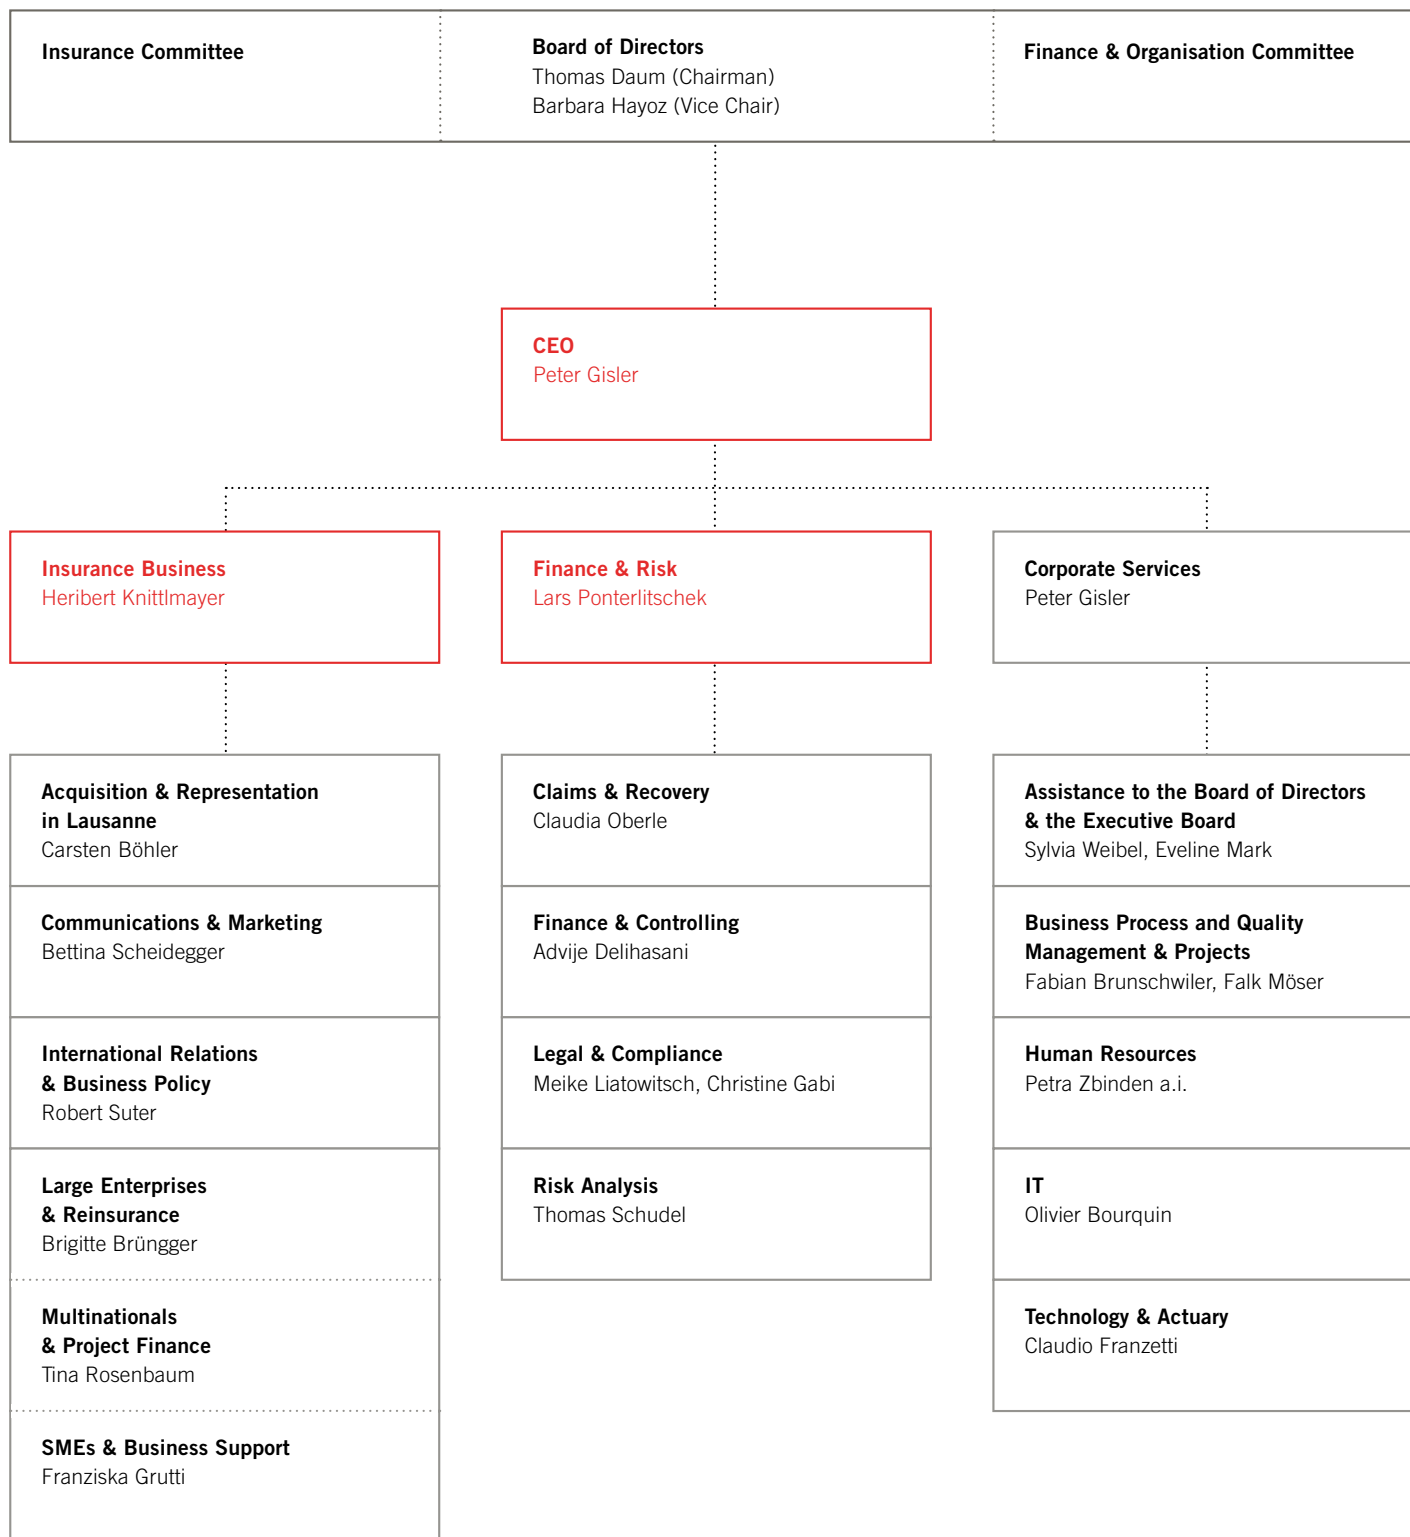 Insurance Committee
Board of Directors
Thomas Daum (Chairman)
Barbara Hayoz (Vice Chair)
Finance & Organisation Committee
CEO
Peter Gisler
Insurance Business
Heribert Knittlmayer
Finance & Risk
Lars Ponterlitschek
Corporate Services
Peter Gisler
Acquisition & Representation
in Lausanne
Carsten Böhler
Communications & Marketing
Bettina Scheidegger
International Relations
& Business Policy
Robert Suter
Large Enterprises
& Reinsurance
Brigitte Brüngger
Multinationals
& Project Finance
Tina Rosenbaum
SMEs & Business Support
Franziska Grutti
Claims & Recovery
Claudia Oberle
Finance & Controlling
Advije Delihasani
Legal & Compliance
Meike Liatowitsch, Christine Gabi
Risk Analysis
Thomas Schudel
Assistance to the Board of Directors
& the Executive Board
Sylvia Weibel, Eveline Mark
Business Process and Quality
Management & Projects
Fabian Brunschwiler, Falk Möser
Human Resources
Petra Zbinden a.i.
IT
Olivier Bourquin
Technology & Actuary
Claudio Franzetti